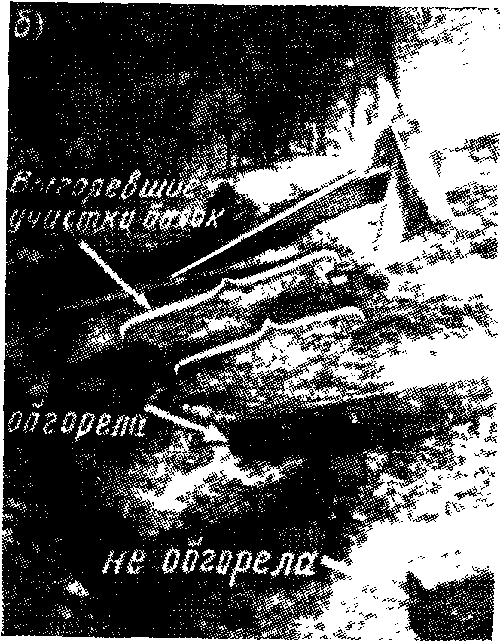 б)
Выгоревшие
участки балок
обгорела
не обгорела